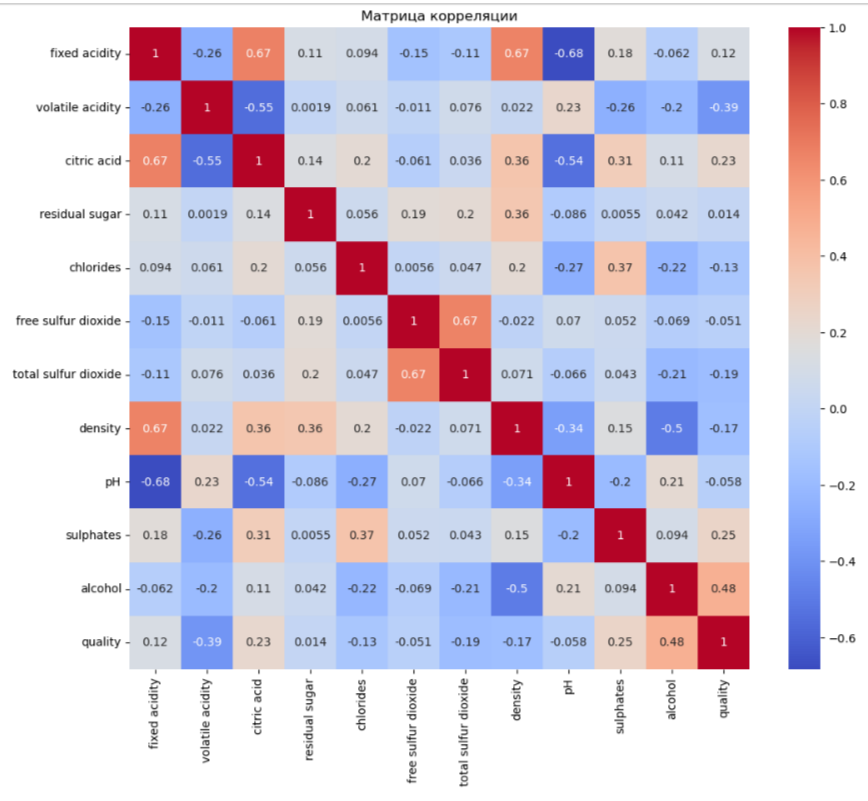 Матрица корреляции
fixed acidity 1 -0.26 0.67 0.11 0.094 -0.15 -0.11 0.67 -0.68 0.18 -0.062 0.12
volatile acidity -0.26 1 -0.55 0.0019 0.061 -0.011 0.076 0.022 0.23 -0.26 -0.2 -0.39
citric acid 0.67 -0.55 1 0.14 0.2 -0.061 0.036 0.36 -0.54 0.31 0.11 0.23
residual sugar 0.11 0.0019 0.14 1 0.056 0.19 0.2 0.36 -0.086 0.0055 0.042 0.014
chlorides 0.094 0.061 0.2 0.056 1 0.0056 0.047 0.2 -0.27 0.37 -0.22 -0.13
free sulfur dioxide -0.15 -0.011 -0.061 0.19 0.0056 1 0.67 -0.022 0.07 0.052 -0.069 -0.051
total sulfur dioxide -0.11 0.076 0.036 0.2 0.047 0.67 1 0.071 -0.066 0.043 -0.21 -0.19
density 0.67 0.022 0.36 0.36 0.2 -0.022 0.071 1 -0.34 0.15 -0.5 -0.17
pH -0.68 0.23 -0.54 -0.086 -0.27 0.07 -0.066 -0.34 1 -0.2 0.21 -0.058
sulphates 0.18 -0.26 0.31 0.0055 0.37 0.052 0.043 0.15 -0.2 1 0.094 0.25
alcohol -0.062 -0.2 0.11 0.042 -0.22 -0.069 -0.21 -0.5 0.21 0.094 1 0.48
quality 0.12 -0.39 0.23 0.014 -0.13 -0.051 -0.19 -0.17 -0.058 0.25 0.48 1
fixed acidity
volatile acidity
citric acid
residual sugar
chlorides
free sulfur dioxide
total sulfur dioxide
density
pH
sulphates
alcohol
quality
1.0
0.8
0.6
0.4
0.2
0.0
−0.2
−0.4
−0.6